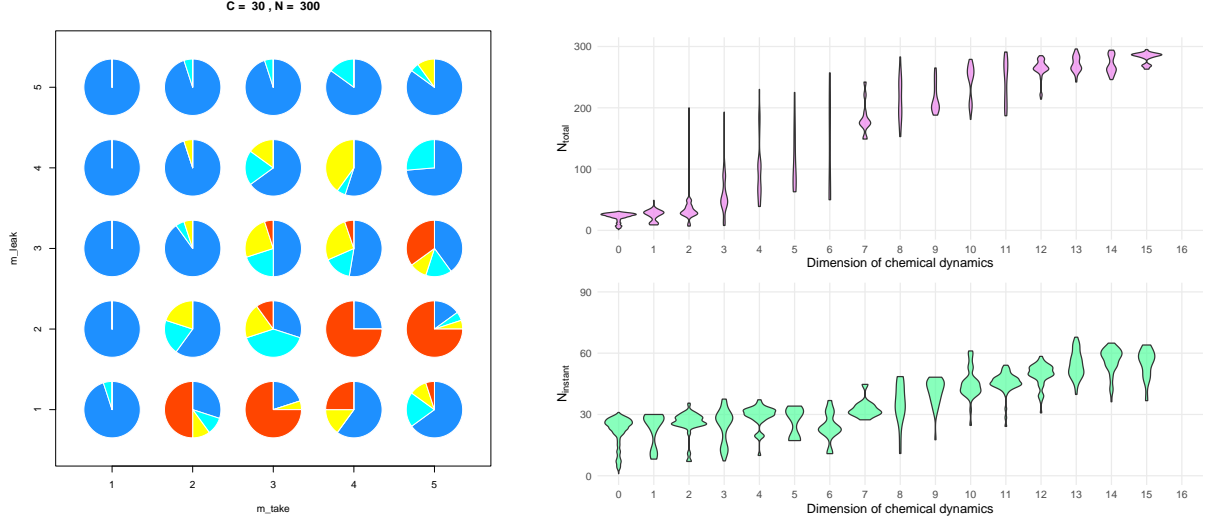 C = 30 , N = 300
5
4
3
2
1
m_leak
1 2 3 4 5
m_take
300
200
100
0
N_total
0 1 2 3 4 5 6 7 8 9 10 11 12 13 14 15 16
Dimension of chemical dynamics
90
60
30
0
N_instant
0 1 2 3 4 5 6 7 8 9 10 11 12 13 14 15 16
Dimension of chemical dynamics